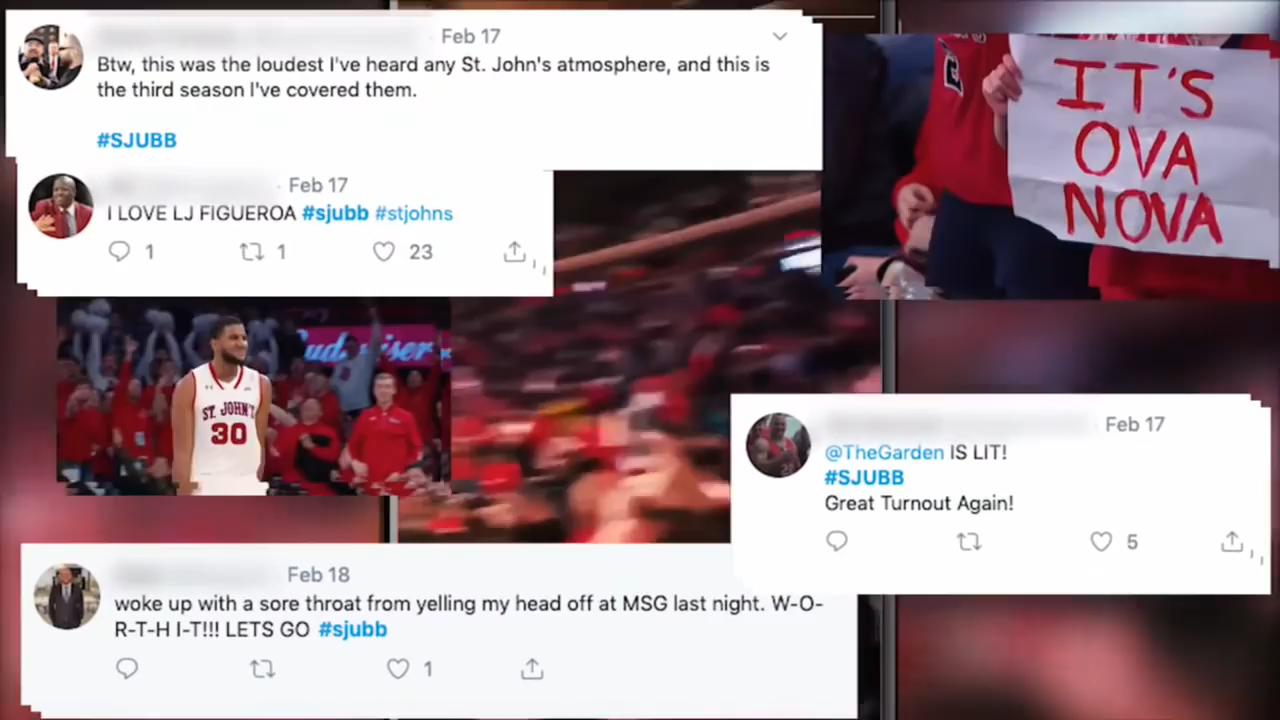 Feb 17
Btw, this was the loudest I've heard any St. John's atmosphere, and this is
the third season I've covered them.
#SJUBB
Feb 17
I LOVE LJ FIGUEROA #sjubb #stjohns
1 1 23
IT'S
OVA
NOVA
Budweiser
ST. JOHN'S
30
Feb 17
@TheGarden IS LIT!
#SJUBB
Great Turnout Again!
5
Feb 18
woke up with a sore throat from yelling my head off at MSG last night. W-O-
R-T-H I-T!!! LETS GO #sjubb
1